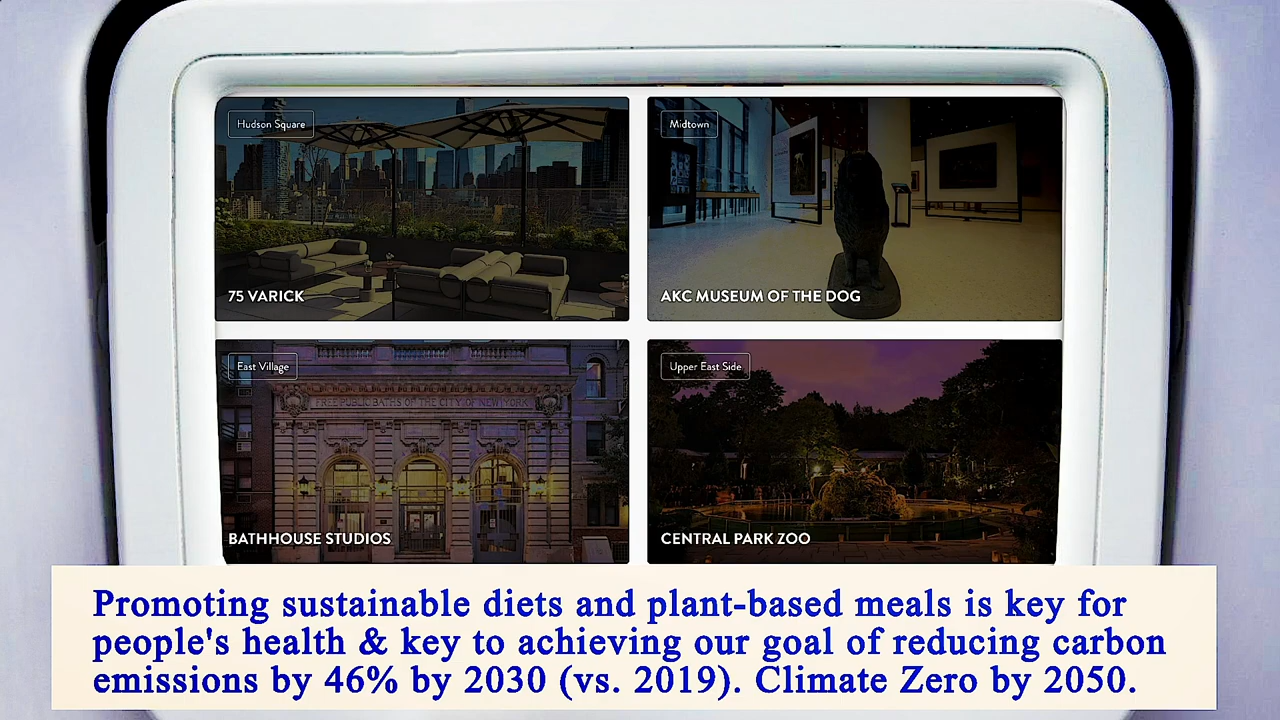 Hudson Square
75 VARICK
Midtown
AKC MUSEUM OF THE DOG
East Village
FREE PUBLIC BATHS OF THE CITY OF NEW YORK
BATHHOUSE STUDIOS
Upper East Side
CENTRAL PARK ZOO
Promoting sustainable diets and plant-based meals is key for
people's health & key to achieving our goal of reducing carbon
emissions by 46% by 2030 (vs. 2019). Climate Zero by 2050.